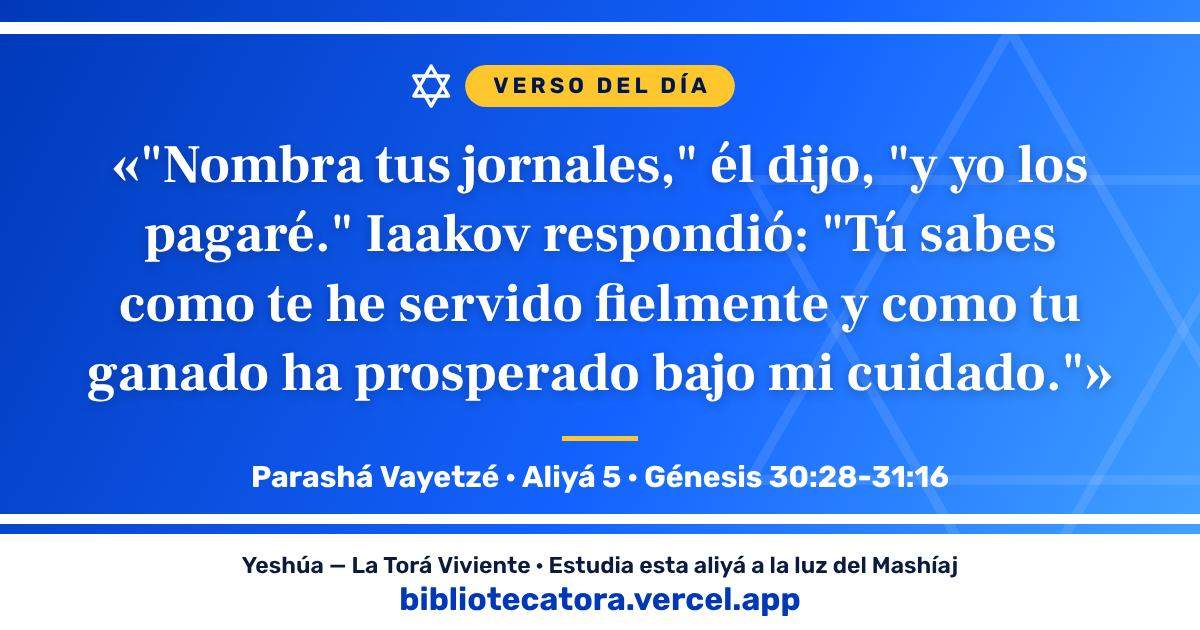 VERSO DEL DÍA
«"Nombra tus jornales," él dijo, "y yo los
pagaré." Iaakov respondió: "Tú sabes
como te he servido fielmente y como tu
ganado ha prosperado bajo mi cuidado."»
Parashá Vayetzé • Aliyá 5 • Génesis 30:28-31:16
Yeshúa — La Torá Viviente • Estudia esta aliyá a la luz del Mashíaj
bibliotecatora.vercel.app